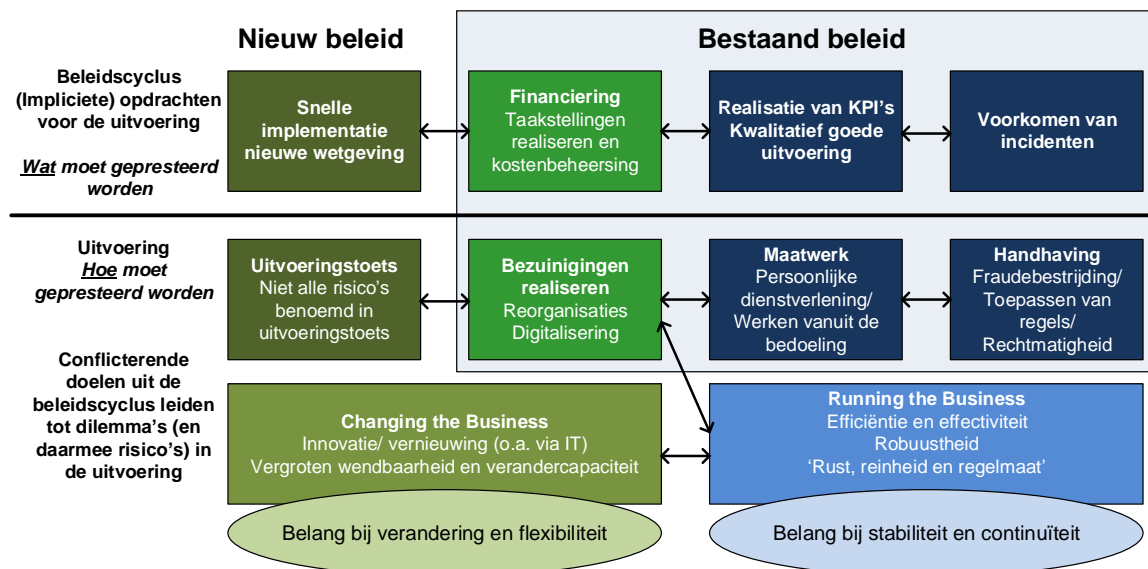 Nieuw beleid
Bestaand beleid
Beleidscyclus
(Impliciete) opdrachten
voor de uitvoering
Wat moet gepresteerd
worden
Snelle
implementatie
nieuwe wetgeving
Financiering
Taakstellingen
realiseren en
kostenbeheersing
Realisatie van KPI's
Kwalitatief goede
uitvoering
Voorkomen van
incidenten
Uitvoering
Hoe moet
gepresteerd worden
Uitvoeringstoets
Niet alle risico's
benoemd in
uitvoeringstoets
Bezuinigingen
realiseren
Reorganisaties
Digitalisering
Maatwerk
Persoonlijke
dienstverlening/
Werken vanuit de
bedoeling
Handhaving
Fraudebestrijding/
Toepassen van
regels/
Rechtmatigheid
Conflicterende
doelen uit de
beleidscyclus leiden
tot dilemma's (en
daarmee risico's) in
de uitvoering
Changing the Business
Innovatie/ vernieuwing (o.a. via IT)
Vergroten wendbaarheid en verandercapaciteit
Running the Business
Efficiëntie en effectiviteit
Robuustheid
'Rust, reinheid en regelmaat'
Belang bij verandering en flexibiliteit
Belang bij stabiliteit en continuïteit